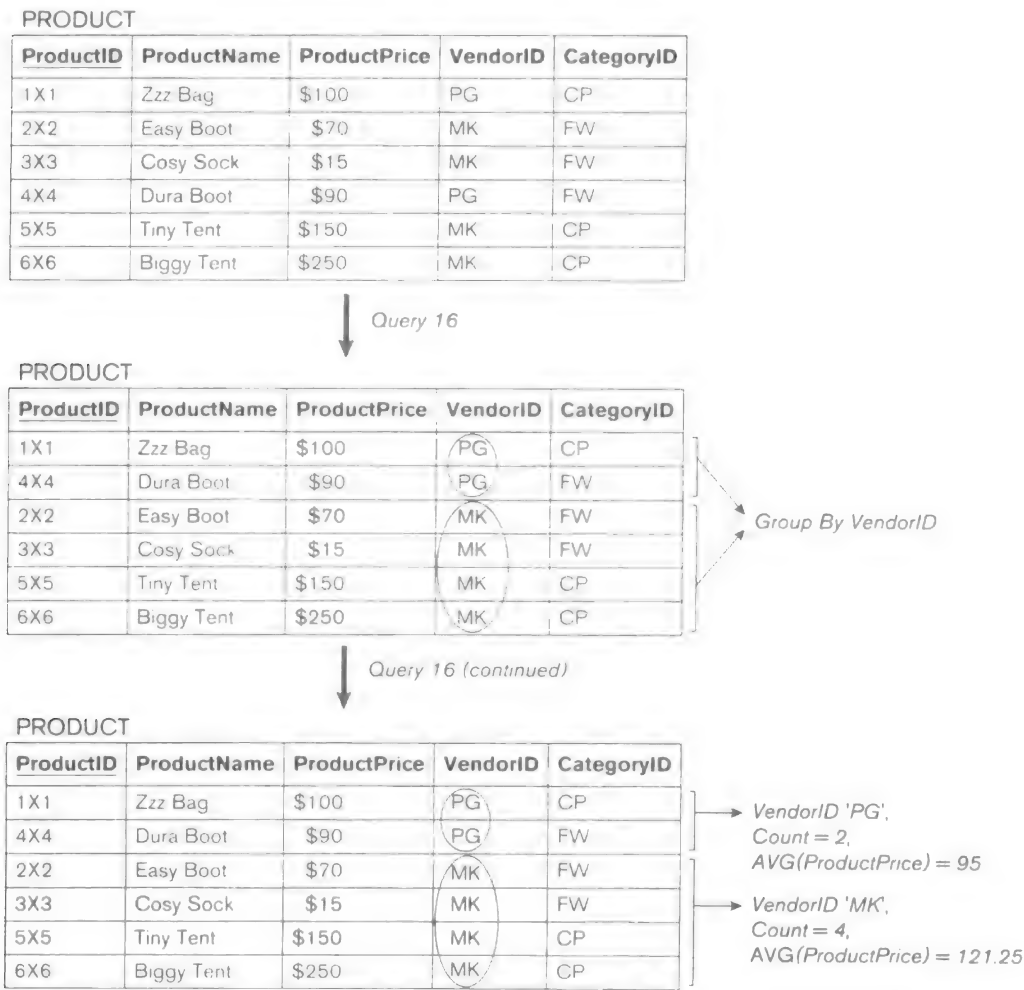 PRODUCT
ProductID ProductName ProductPrice VendorID CategoryID
1X1 Zzz Bag $100 PG CP
2X2 Easy Boot $70 MK FW
3X3 Cosy Sock $15 MK FW
4X4 Dura Boot $90 PG FW
5X5 Tiny Tent $150 MK CP
6X6 Biggy Tent $250 MK CP
Query 16
PRODUCT
ProductID ProductName ProductPrice VendorID CategoryID
1X1 Zzz Bag $100 PG CP
4X4 Dura Boot $90 PG FW
2X2 Easy Boot $70 MK FW
3X3 Cosy Sock $15 MK FW
5X5 Tiny Tent $150 MK CP
6X6 Biggy Tent $250 MK CP
Group By VendorID
Query 16 (continued)
PRODUCT
ProductID ProductName ProductPrice VendorID CategoryID
1X1 Zzz Bag $100 PG CP
4X4 Dura Boot $90 PG FW
2X2 Easy Boot $70 MK FW
3X3 Cosy Sock $15 MK FW
5X5 Tiny Tent $150 MK CP
6X6 Biggy Tent $250 MK CP
VendorID 'PG',
Count = 2,
AVG(ProductPrice) = 95
VendorID 'MK',
Count = 4,
AVG(ProductPrice) = 121.25